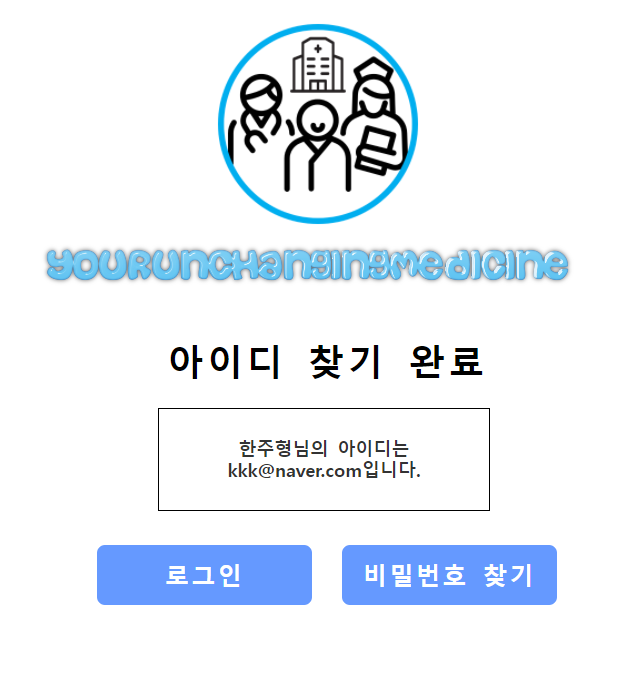 YOURUNCHANGINGMEDICINE
아이디 찾기 완료
한주형님의 아이디는
kkk@naver.com입니다.
로그인
비밀번호 찾기